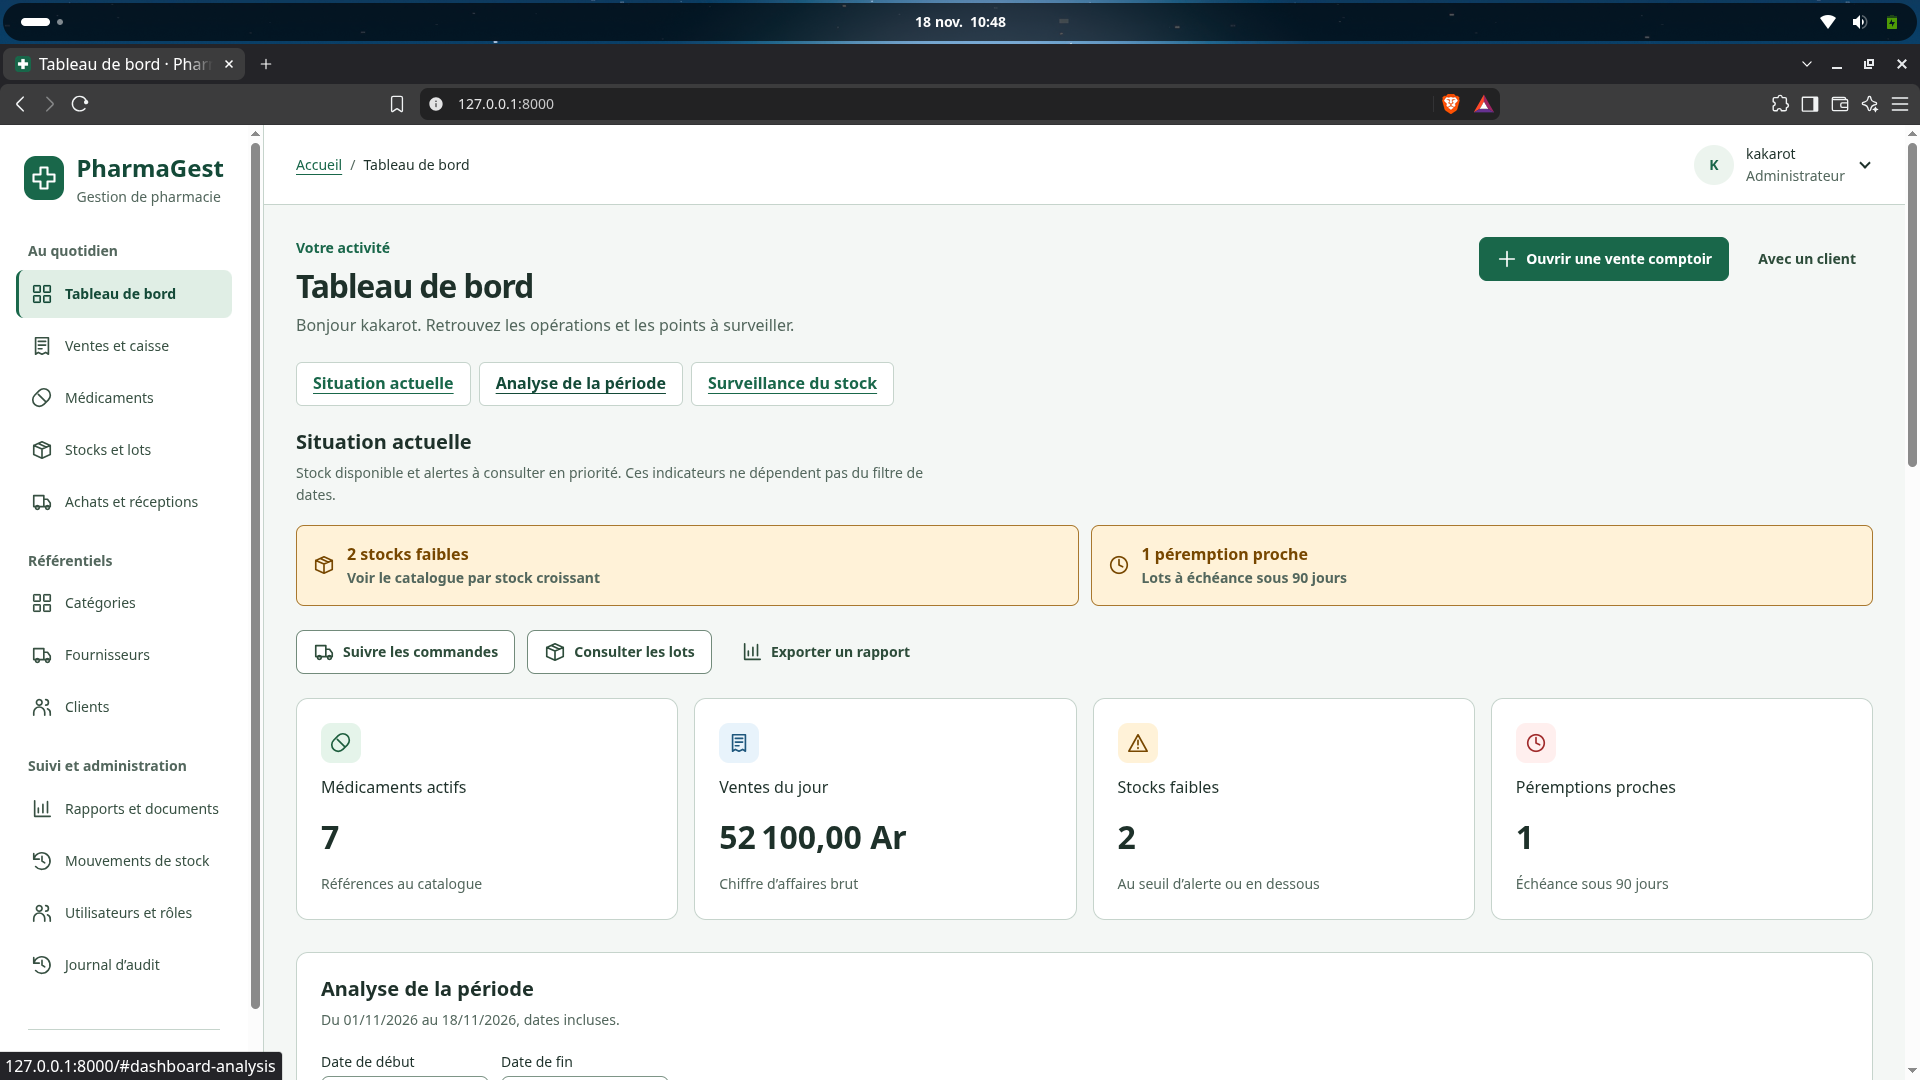 18 nov. 10:48
Tableau de bord · Phar
127.0.0.1:8000
PharmaGest
Gestion de pharmacie
Au quotidien
Tableau de bord
Ventes et caisse
Médicaments
Stocks et lots
Achats et réceptions
Référentiels
Catégories
Fournisseurs
Clients
Suivi et administration
Rapports et documents
Mouvements de stock
Utilisateurs et rôles
Journal d’audit
127.0.0.1:8000/#dashboard-analysis
Accueil / Tableau de bord
K
kakarot
Administrateur
Votre activité
Tableau de bord
Bonjour kakarot. Retrouvez les opérations et les points à surveiller.
Ouvrir une vente comptoir
Avec un client
Situation actuelle
Analyse de la période
Surveillance du stock
Situation actuelle
Stock disponible et alertes à consulter en priorité. Ces indicateurs ne dépendent pas du filtre de
dates.
2 stocks faibles
Voir le catalogue par stock croissant
1 péremption proche
Lots à échéance sous 90 jours
Suivre les commandes
Consulter les lots
Exporter un rapport
Médicaments actifs
7
Références au catalogue
Ventes du jour
52 100,00 Ar
Chiffre d’affaires brut
Stocks faibles
2
Au seuil d’alerte ou en dessous
Péremptions proches
1
Échéance sous 90 jours
Analyse de la période
Du 01/11/2026 au 18/11/2026, dates incluses.
Date de début
Date de fin